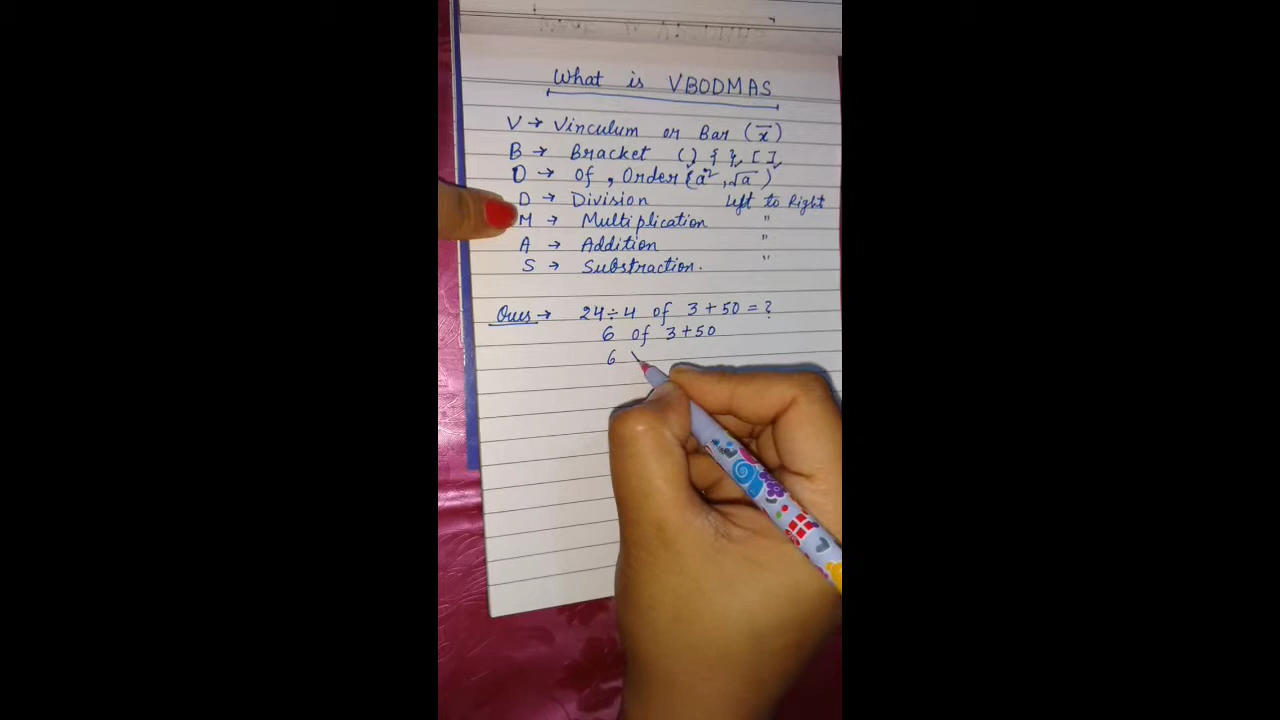 What is VBODMAS
V → Vinculum or Bar (x̅)
B → Bracket () { }, [ ],
O → Of, Order (a², √a)
D → Division Left to Right
M → Multiplication "
A → Addition "
S → Substraction. "
Ques → 24 ÷ 4 of 3 + 50 = ?
6 of 3 + 50
6